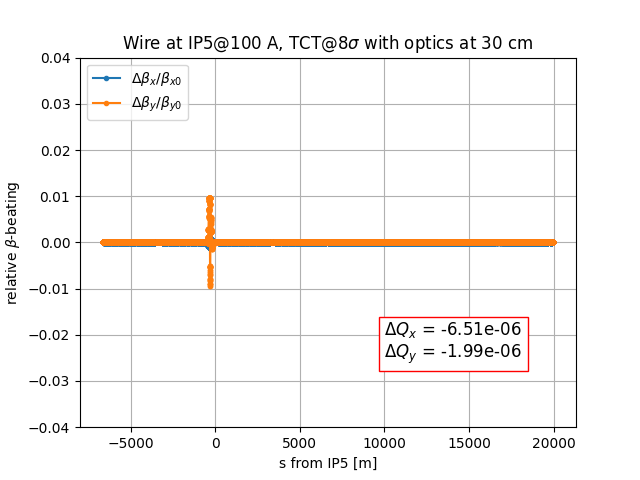 Wire at IP5@100 A, TCT@8σ with optics at 30 cm
0.04
0.03
0.02
0.01
0.00
−0.01
−0.02
−0.03
−0.04
relative β-beating
Δβx/βx0
Δβy/βy0
ΔQx = -6.51e-06
ΔQy = -1.99e-06
−5000 0 5000 10000 15000 20000
s from IP5 [m]